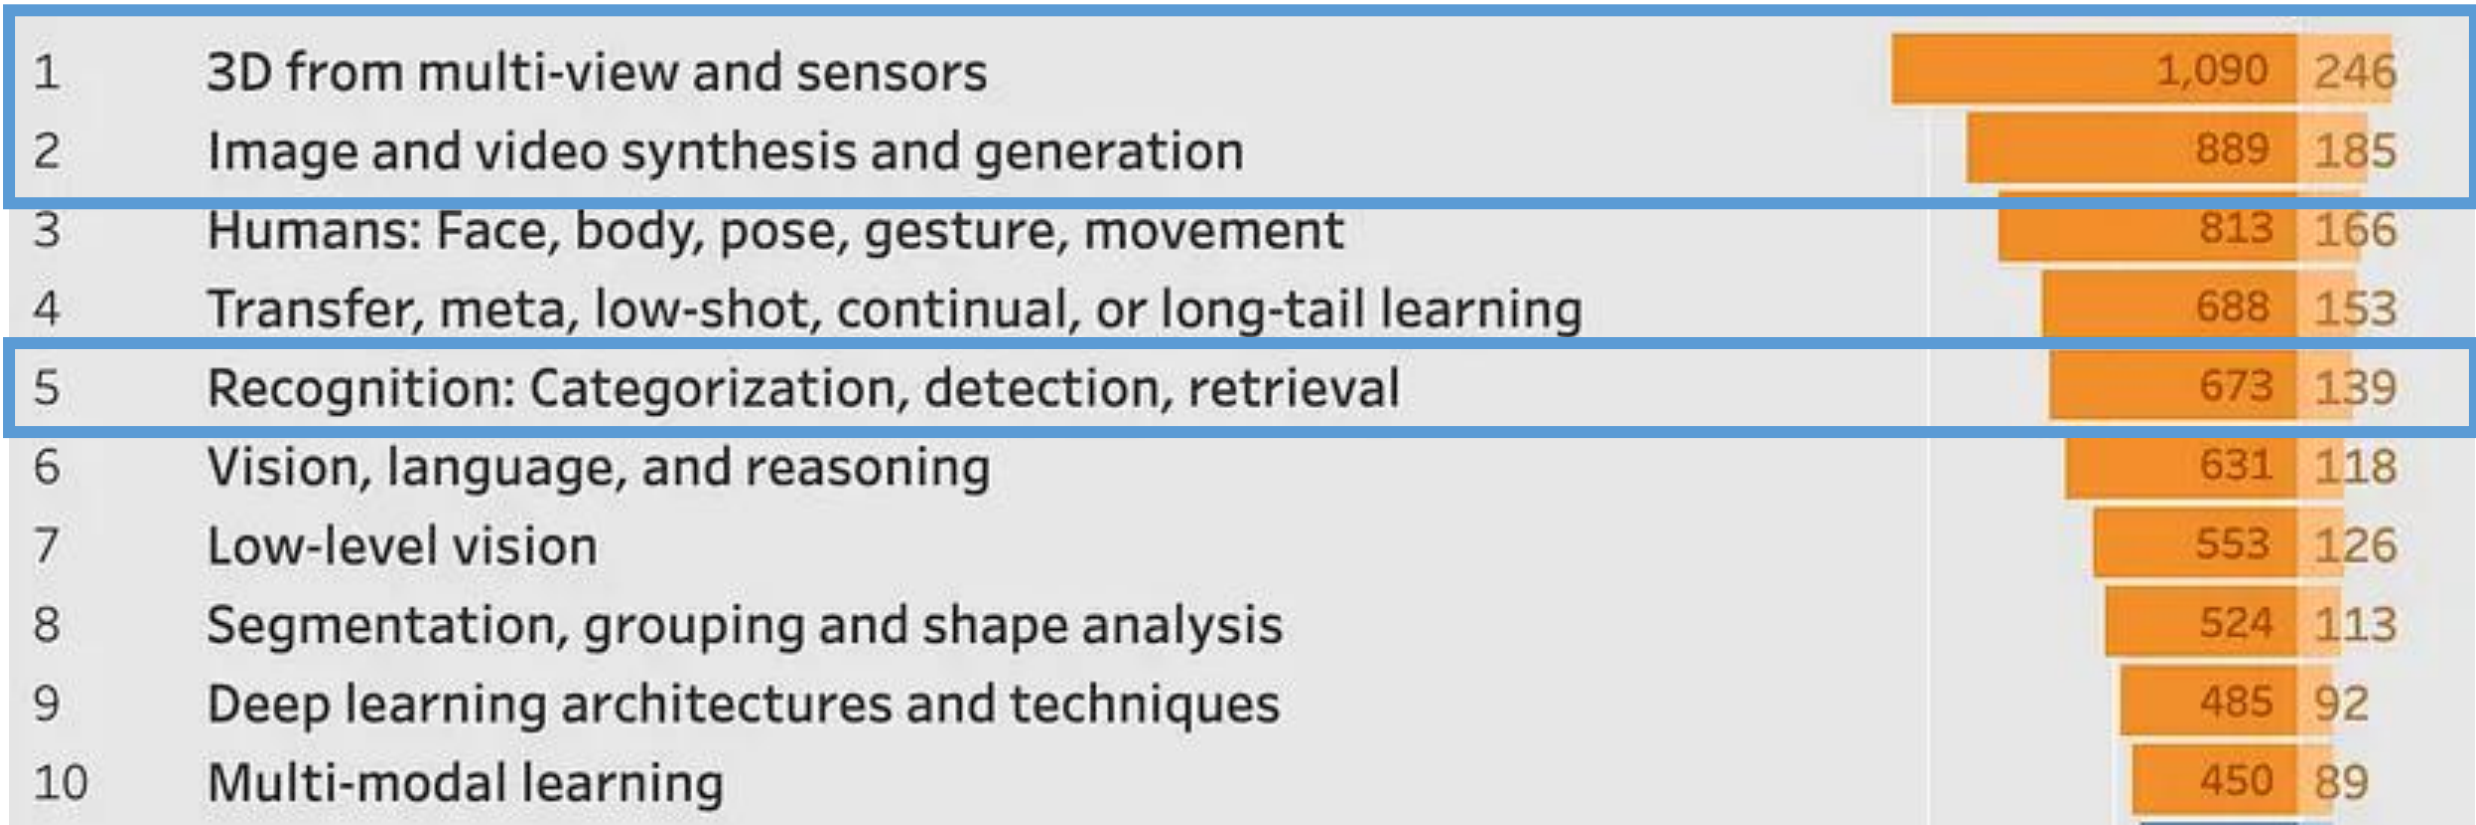 1 3D from multi-view and sensors 1,090 246
2 Image and video synthesis and generation 889 185
3 Humans: Face, body, pose, gesture, movement 813 166
4 Transfer, meta, low-shot, continual, or long-tail learning 688 153
5 Recognition: Categorization, detection, retrieval 673 139
6 Vision, language, and reasoning 631 118
7 Low-level vision 553 126
8 Segmentation, grouping and shape analysis 524 113
9 Deep learning architectures and techniques 485 92
10 Multi-modal learning 450 89